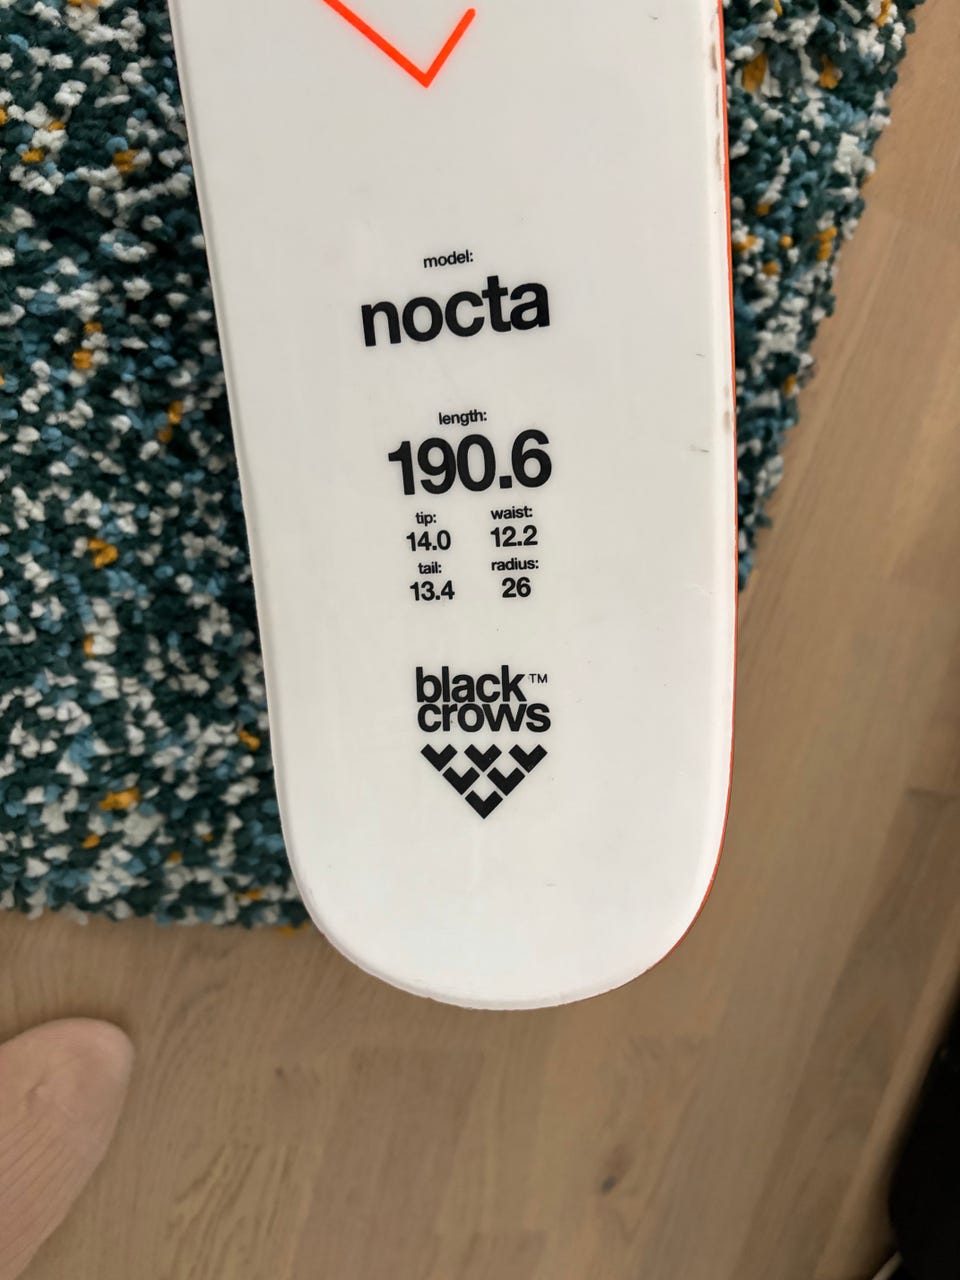 model:
nocta
length:
190.6
tip: waist:
14.0 12.2
tail: radius:
13.4 26
black™
crows